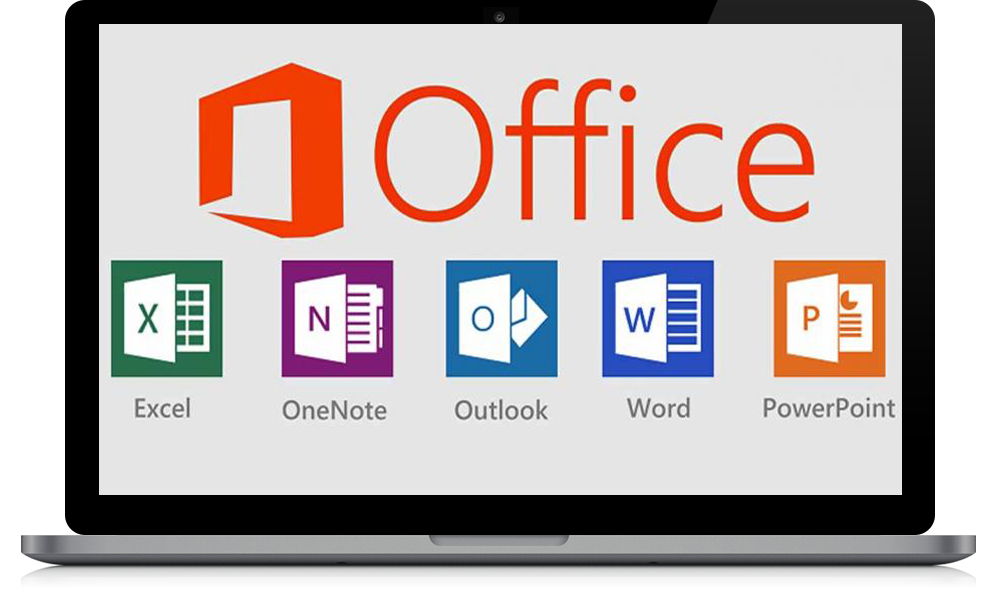 Office
X
N
O
W
P
Excel
OneNote
Outlook
Word
PowerPoint